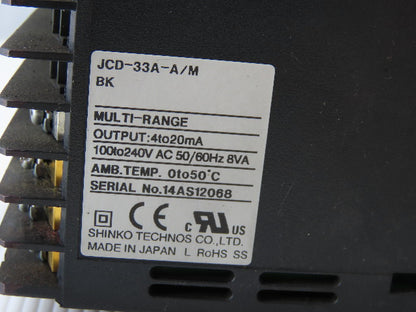 JCD-33A-A/M
BK
MULTI-RANGE
OUTPUT:4to20mA
100to240V AC 50/60Hz 8VA
AMB.TEMP. 0to50°C
SERIAL No.14AS12068
CE c UR US
SHINKO TECHNOS CO.,LTD.
MADE IN JAPAN L RoHS SS